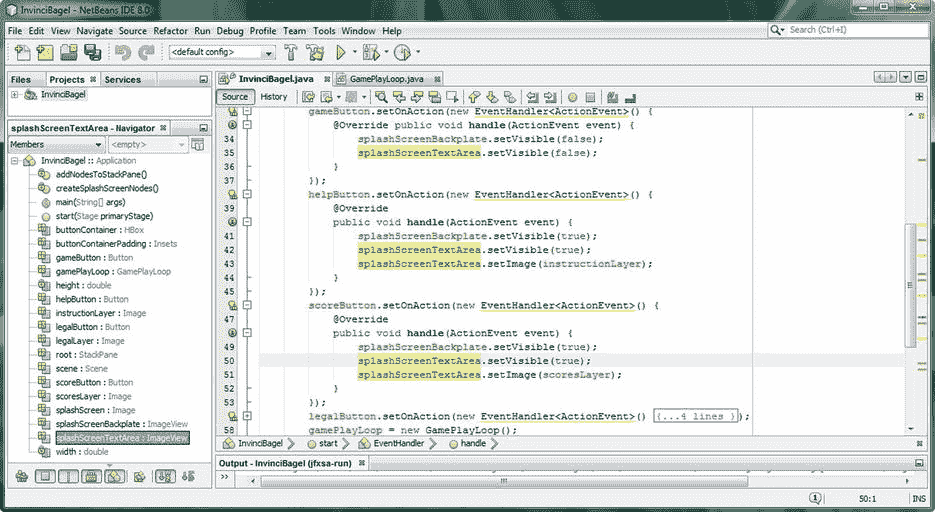 InvinciBagel - NetBeans IDE 8.0
File Edit View Navigate Source Refactor Run Debug Profile Team Tools Window Help
Search (Ctrl+I)
<default config>
Files Projects Services
InvinciBagel
splashScreenTextArea - Navigator
Members <empty>
InvinciBagel :: Application
addNodesToStackPane()
createSplashScreenNodes()
main(String[] args)
start(Stage primaryStage)
buttonContainer : HBox
buttonContainerPadding : Insets
gameButton : Button
gamePlayLoop : GamePlayLoop
height : double
helpButton : Button
instructionLayer : Image
legalButton : Button
legalLayer : Image
root : StackPane
scene : Scene
scoreButton : Button
scoresLayer : Image
splashScreen : Image
splashScreenBackplate : ImageView
splashScreenTextArea : ImageView
width : double
InvinciBagel.java GamePlayLoop.java
Source History
gameButton.setOnAction(new EventHandler<ActionEvent>() {
@Override public void handle(ActionEvent event) {
34 splashScreenBackplate.setVisible(false);
35 splashScreenTextArea.setVisible(false);
36 }
37 });
helpButton.setOnAction(new EventHandler<ActionEvent>() {
39 @Override
public void handle(ActionEvent event) {
41 splashScreenBackplate.setVisible(true);
42 splashScreenTextArea.setVisible(true);
43 splashScreenTextArea.setImage(instructionLayer);
44 }
45 });
scoreButton.setOnAction(new EventHandler<ActionEvent>() {
47 @Override
public void handle(ActionEvent event) {
49 splashScreenBackplate.setVisible(true);
50 splashScreenTextArea.setVisible(true);
51 splashScreenTextArea.setImage(scoresLayer);
52 }
53 });
legalButton.setOnAction(new EventHandler<ActionEvent>() {...4 lines });
58 gamePlayLoop = new GamePlayLoop();
InvinciBagel start EventHandler handle
Output - InvinciBagel (jfxsa-run)
1 50:1 INS